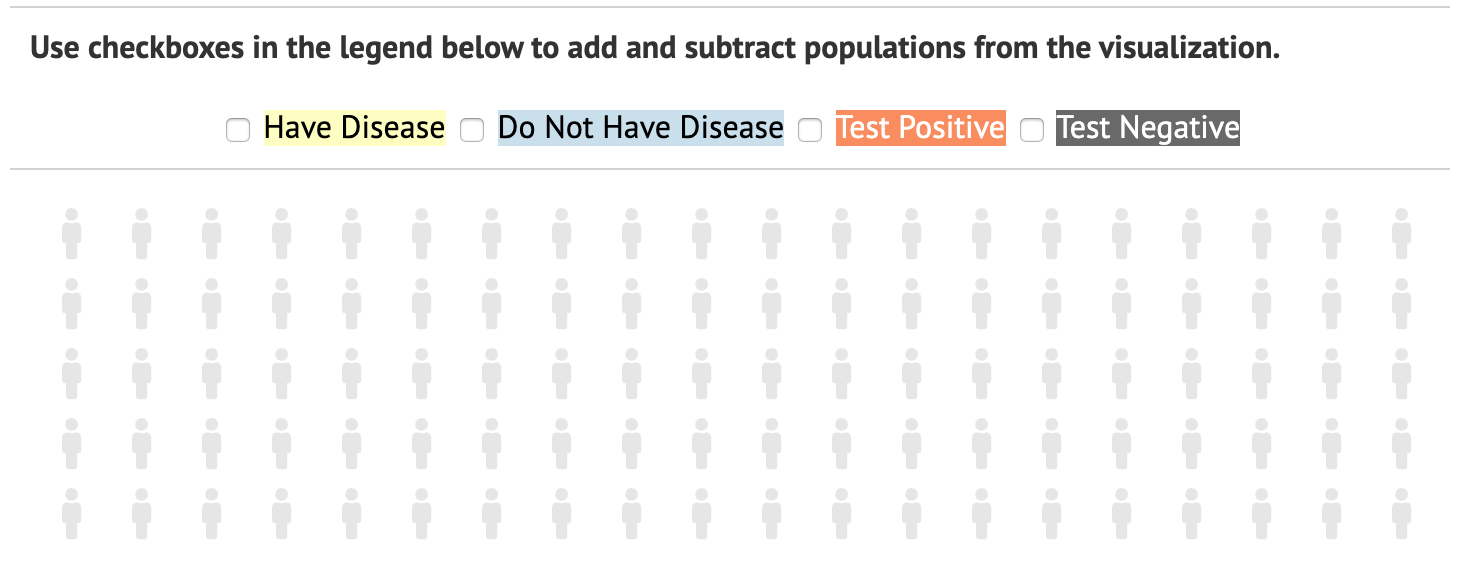 Use checkboxes in the legend below to add and subtract populations from the visualization.
Have Disease Do Not Have Disease Test Positive Test Negative